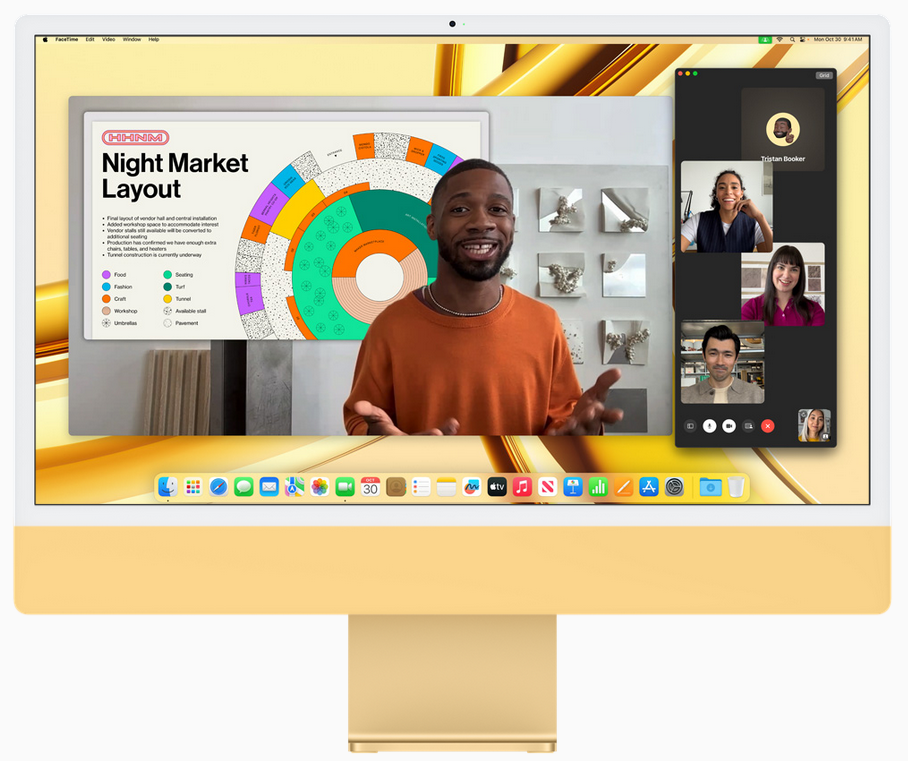 FaceTime Edit Video Window Help
Mon Oct 30 9:41 AM
Grid
HHNM
Night Market
Layout
• Final layout of vendor hall and central installation
• Added workshop space to accommodate interest
• Vendor stalls still available will be converted to
additional seating
• Production has confirmed we have enough extra
chairs, tables, and heaters
• Tunnel construction is currently underway
Food Seating
Fashion Turf
Craft Tunnel
Workshop Available stall
Umbrellas Pavement
Tristan Booker
OCT
30
tv